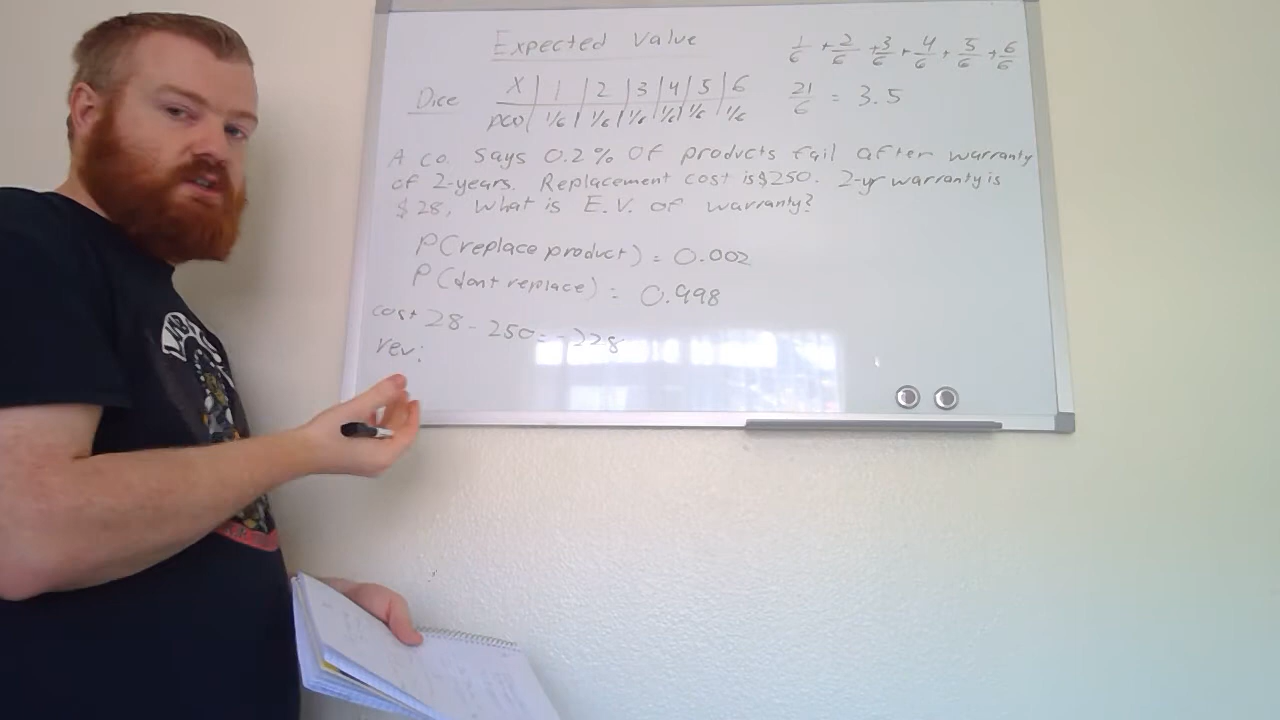 Expected Value
1/6 + 2/6 + 3/6 + 4/6 + 5/6 + 6/6
Dice
X | 1 | 2 | 3 | 4 | 5 | 6
p(x) | 1/6 | 1/6 | 1/6 | 1/6 | 1/6 | 1/6
21/6 = 3.5
A co. says 0.2% of products fail after warranty
of 2-years. Replacement cost is $250. 2-yr warranty is
$28, what is E.V. of warranty?
P(replace product) = 0.002
P(dont replace) = 0.998
cost 28 - 250 = -228
rev: